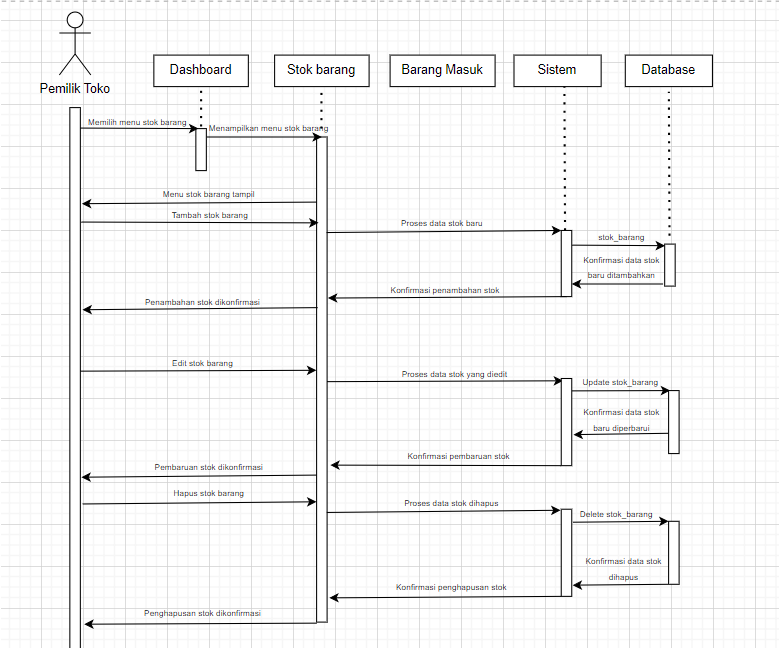 Pemilik Toko
Dashboard
Stok barang
Barang Masuk
Sistem
Database
Memilih menu stok barang
Menampilkan menu stok barang
Menu stok barang tampil
Tambah stok barang
Proses data stok baru
stok_barang
Konfirmasi data stok
baru ditambahkan
Konfirmasi penambahan stok
Penambahan stok dikonfirmasi
Edit stok barang
Proses data stok yang diedit
Update stok_barang
Konfirmasi data stok
baru diperbarui
Konfirmasi pembaruan stok
Pembaruan stok dikonfirmasi
Hapus stok barang
Proses data stok dihapus
Delete stok_barang
Konfirmasi data stok
dihapus
Konfirmasi penghapusan stok
Penghapusan stok dikonfirmasi